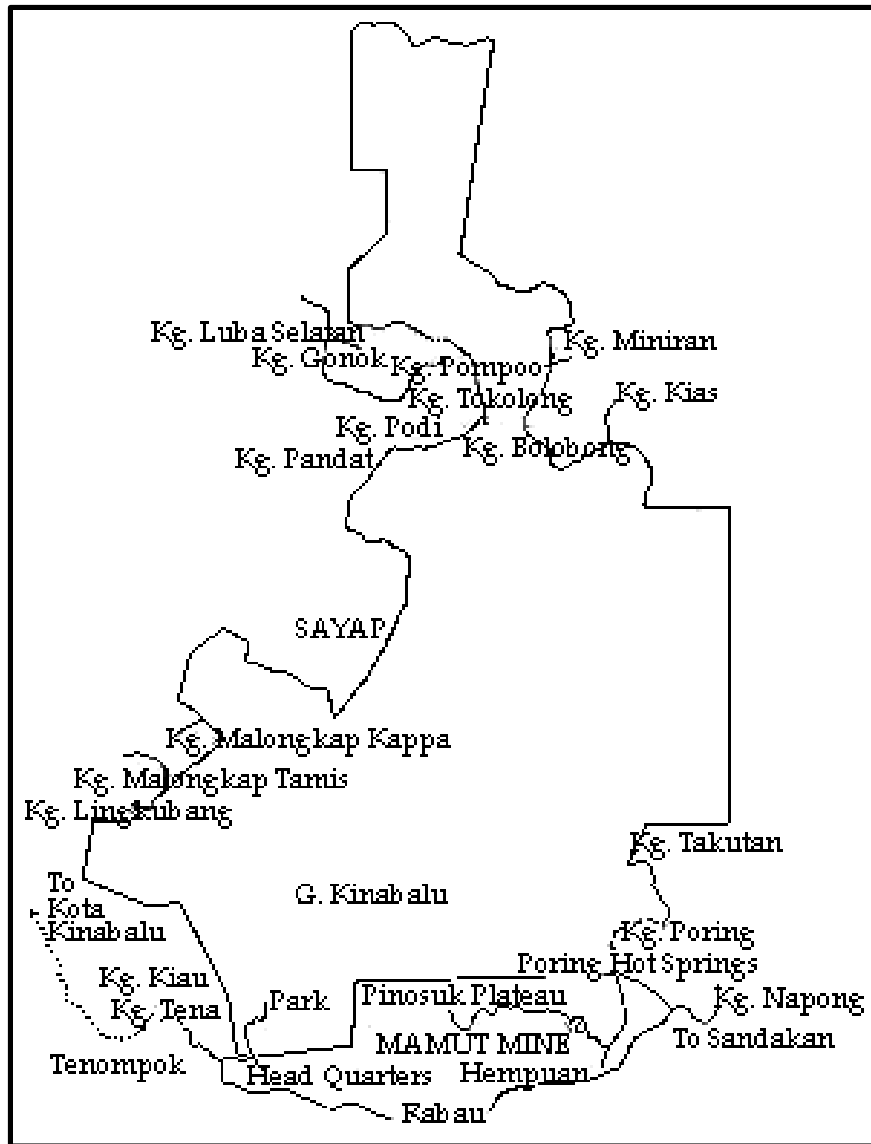 Kg. Luba Selatan
Kg. Miniran
Kg. Gonok
Kg. Pompoo
Kg. Kias
Kg. Tokolong
Kg. Podi
Kg. Bolobong
Kg. Pandat
SAYAP
Kg. Malongkap Kappa
Kg. Malongkap Tamis
Kg. Lingkubang
Kg. Takutan
To
Kota
Kinabalu
G. Kinabalu
Kg. Poring
Poring Hot Springs
Kg. Kiau
Kg. Tena
Park
Pinosuk Plateau
Kg. Napong
To Sandakan
MAMUT MINE
Tenompok
Head Quarters
Hempuan
Kabau